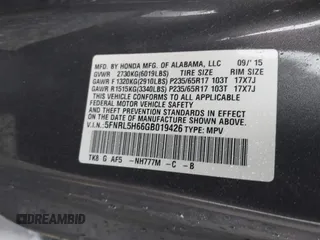 MFD. BY HONDA MFG. OF ALABAMA, LLC 09/'15
GVWR 2730KG(6019LBS) TIRE SIZE RIM SIZE
GAWR F 1320KG(2910LBS) P235/65R17 103T 17X7J
GAWR R1515KG(3340LBS) P235/65R17 103T 17X7J
THIS VEHICLE CONFORMS TO ALL APPLICABLE
FEDERAL MOTOR VEHICLE SAFETY AND THEFT
PREVENTION STANDARDS IN EFFECT ON THE DATE
OF MANUFACTURE SHOWN ABOVE.
V.I.N:5FNRL5H66GB019426 TYPE: MPV
TK8 G AF5 -NH777M -C -B
DREAMBID